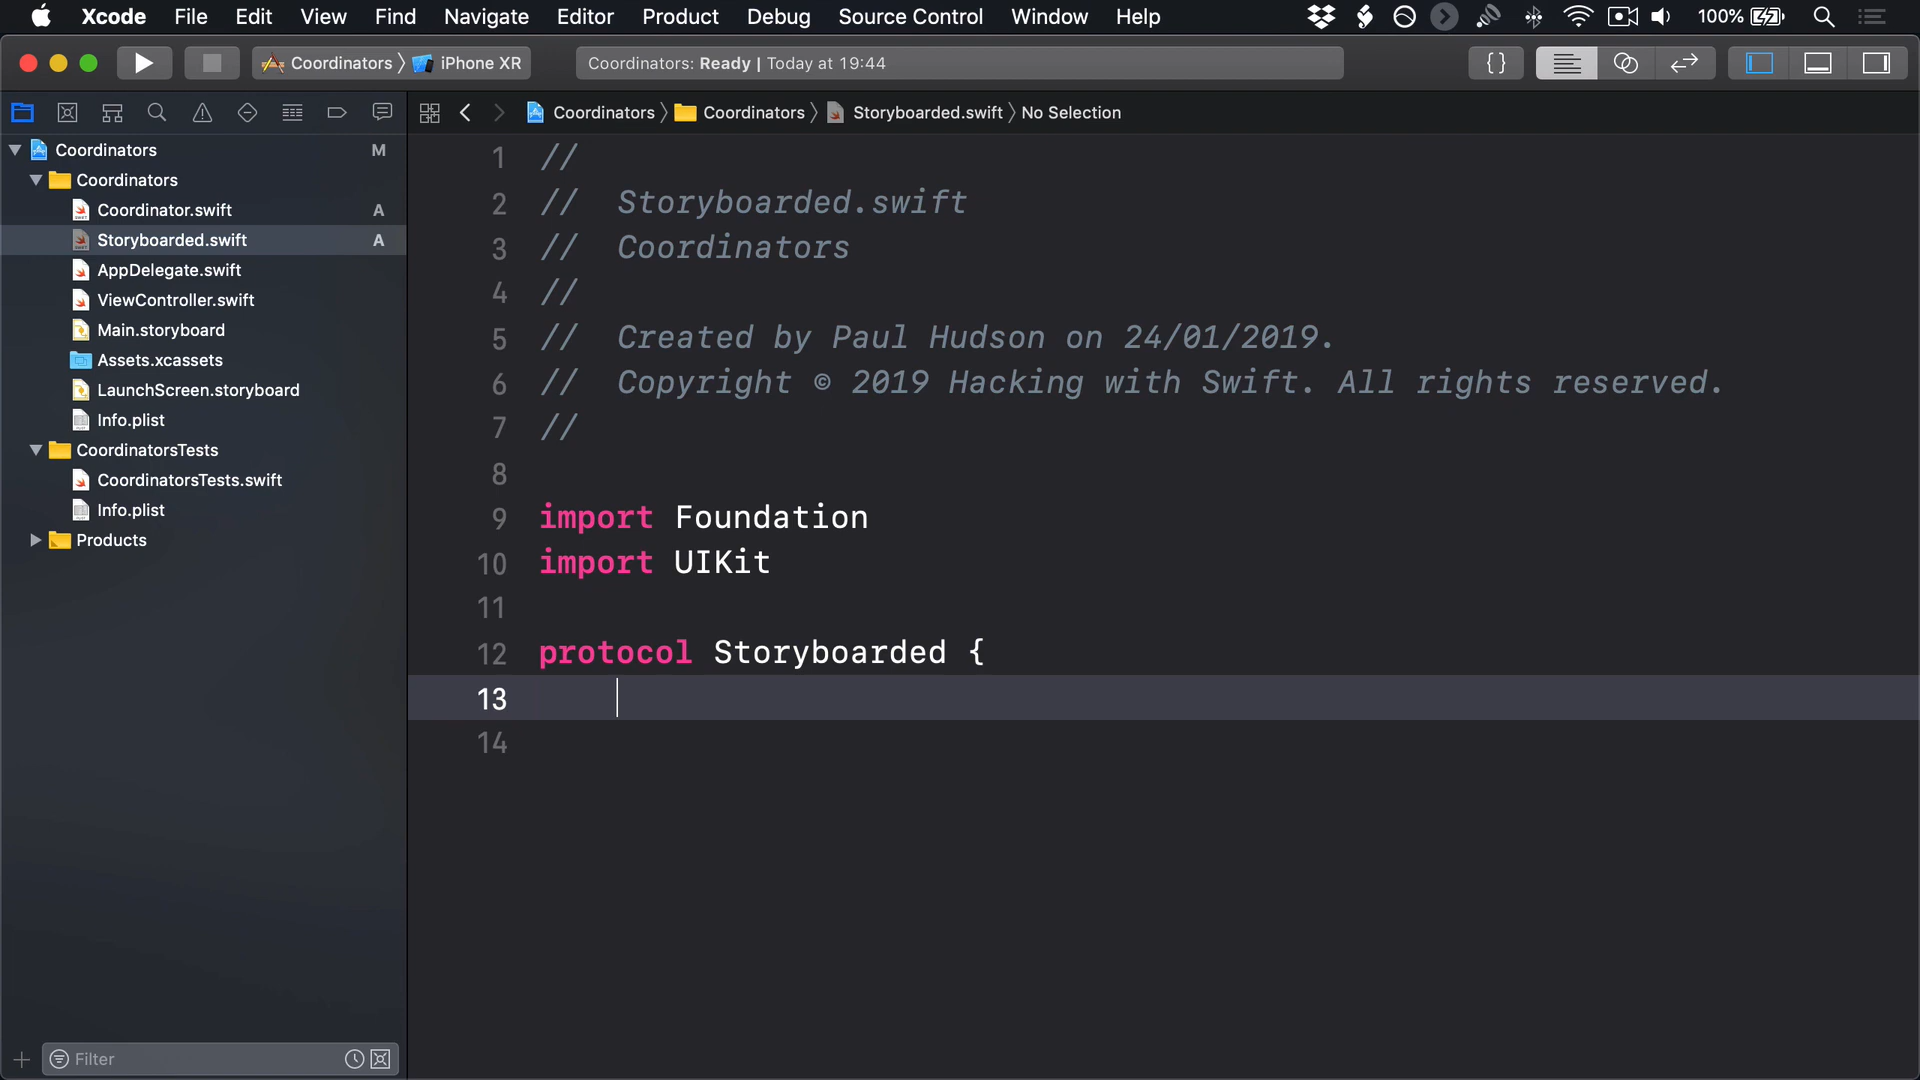 Xcode File Edit View Find Navigate Editor Product Debug Source Control Window Help 100%
Coordinators iPhone XR Coordinators: Ready | Today at 19:44 {}
Coordinators Coordinators Storyboarded.swift No Selection
Coordinators M
Coordinators
Coordinator.swift A
Storyboarded.swift A
AppDelegate.swift
ViewController.swift
Main.storyboard
Assets.xcassets
LaunchScreen.storyboard
Info.plist
CoordinatorsTests
CoordinatorsTests.swift
Info.plist
Products
Filter
1 //
2 // Storyboarded.swift
3 // Coordinators
4 //
5 // Created by Paul Hudson on 24/01/2019.
6 // Copyright © 2019 Hacking with Swift. All rights reserved.
7 //
8
9 import Foundation
10 import UIKit
11
12 protocol Storyboarded {
13
14